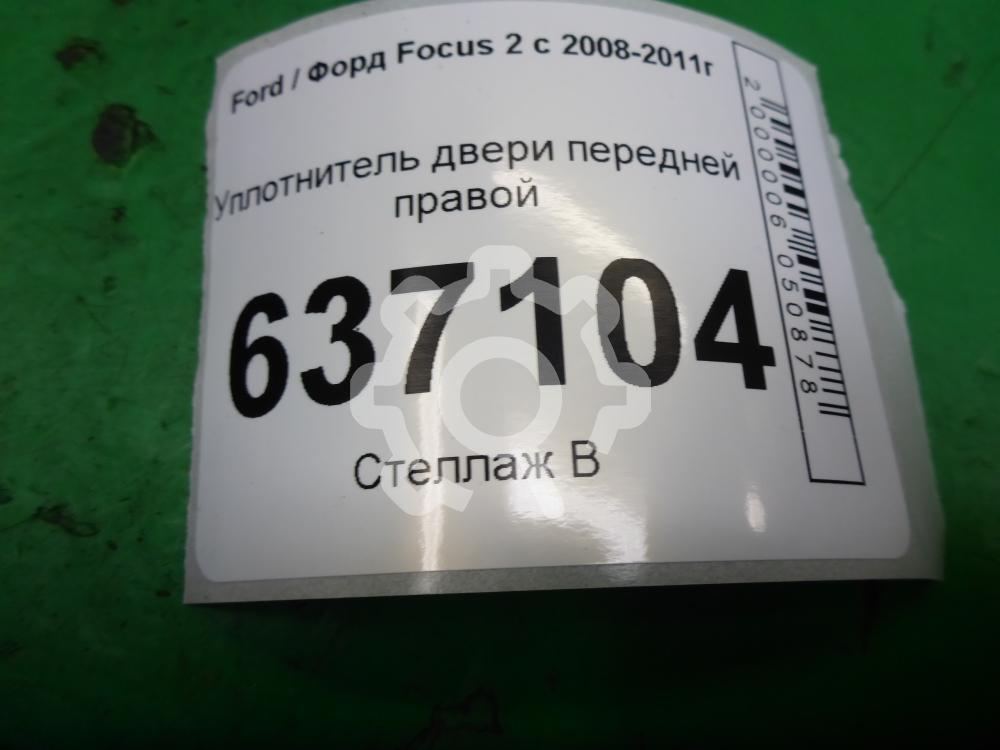 Ford / Форд Focus 2 с 2008-2011г
Уплотнитель двери передней
правой
637104
Стеллаж В
2000006050878